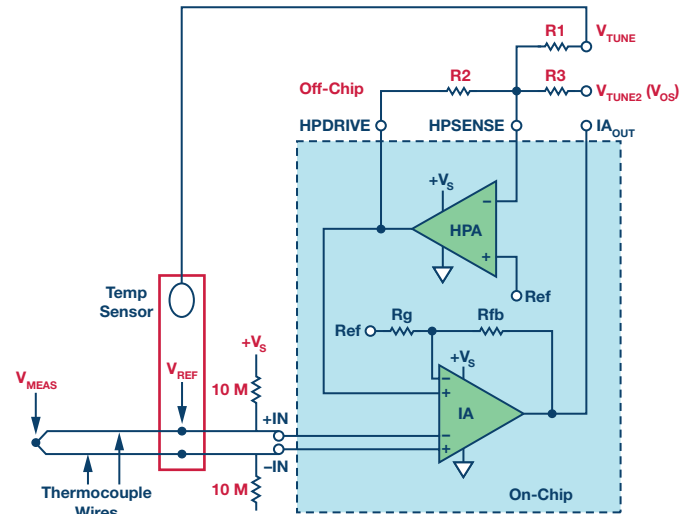 R1
V_TUNE
R2
R3
Off-Chip
V_TUNE2 (V_OS)
HPDRIVE
HPSENSE
IA_OUT
+V_S
−
HPA
+
Temp
Sensor
Ref
Ref
Rg
Rfb
+V_S
+V_S
V_MEAS
V_REF
10 M
−
+
IA
+IN
−
+
−IN
Thermocouple
Wires
10 M
On-Chip